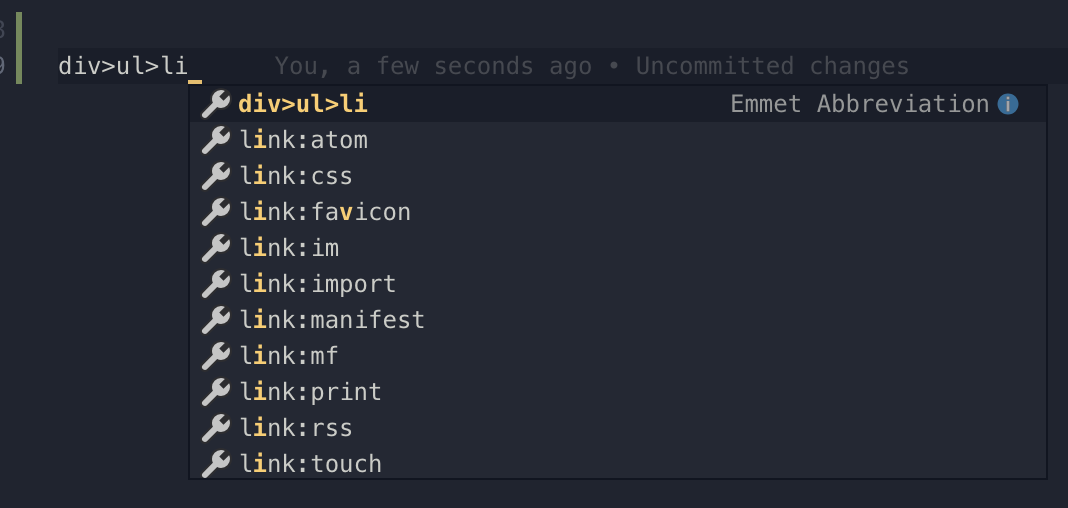 8
9 div>ul>li You, a few seconds ago • Uncommitted changes
div>ul>li Emmet Abbreviation
link:atom
link:css
link:favicon
link:im
link:import
link:manifest
link:mf
link:print
link:rss
link:touch